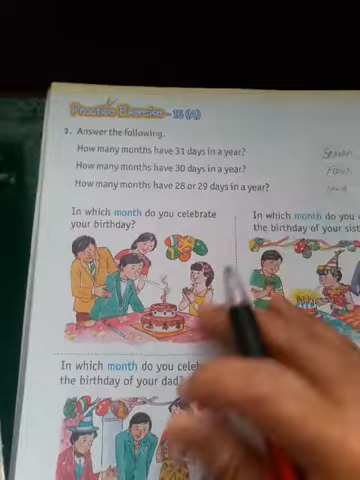 Practice Exercise - 15 (A)
1. Answer the following.
How many months have 31 days in a year? Seven
How many months have 30 days in a year? Four
How many months have 28 or 29 days in a year?
In which month do you celebrate
your birthday?
In which month do you
the birthday of your sist
In which month do you celeb
the birthday of your dad?